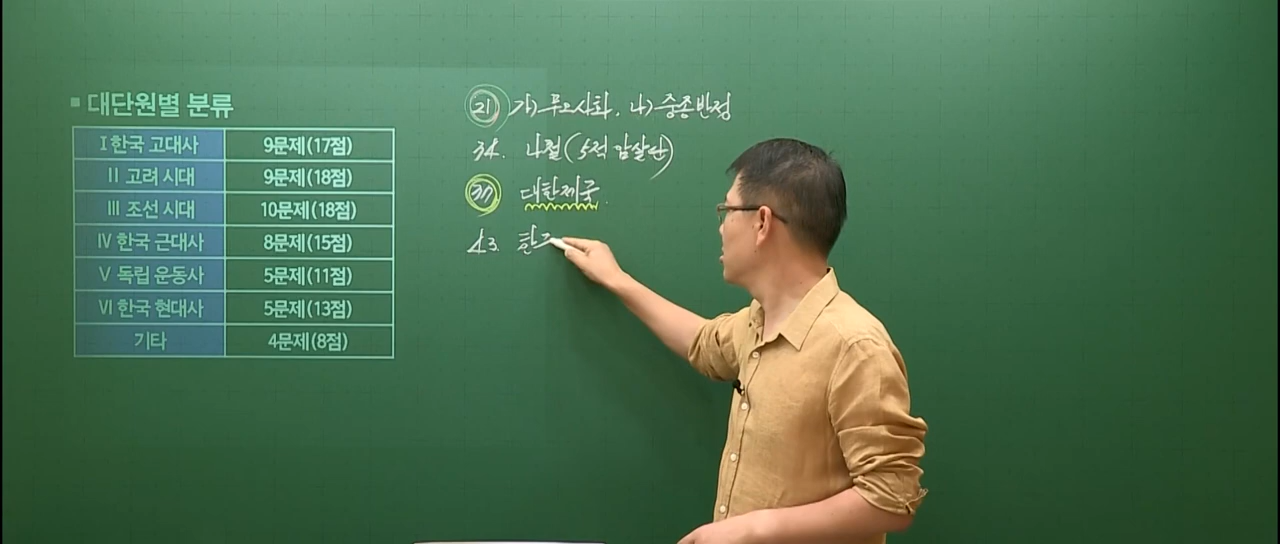 ▪ 대단원별 분류
I 한국 고대사 9문제(17점)
II 고려 시대 9문제(18점)
III 조선 시대 10문제(18점)
IV 한국 근대사 8문제(15점)
V 독립 운동사 5문제(11점)
VI 한국 현대사 5문제(13점)
기타 4문제(8점)
21 가) 무오사화, 나) 중종반정
34. 나철(5적 암살단)
37 대한제국
43. 한